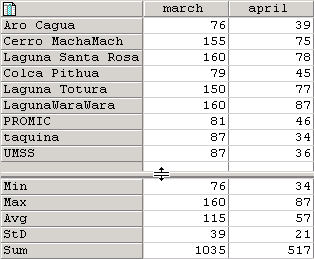 march april
Aro Cagua 76 39
Cerro MachaMach 155 75
Laguna Santa Rosa 160 78
Colca Pithua 79 45
Laguna Totura 150 77
LagunaWaraWara 160 87
PROMIC 81 46
taquina 87 34
UMSS 87 36
Min 76 34
Max 160 87
Avg 115 57
StD 39 21
Sum 1035 517